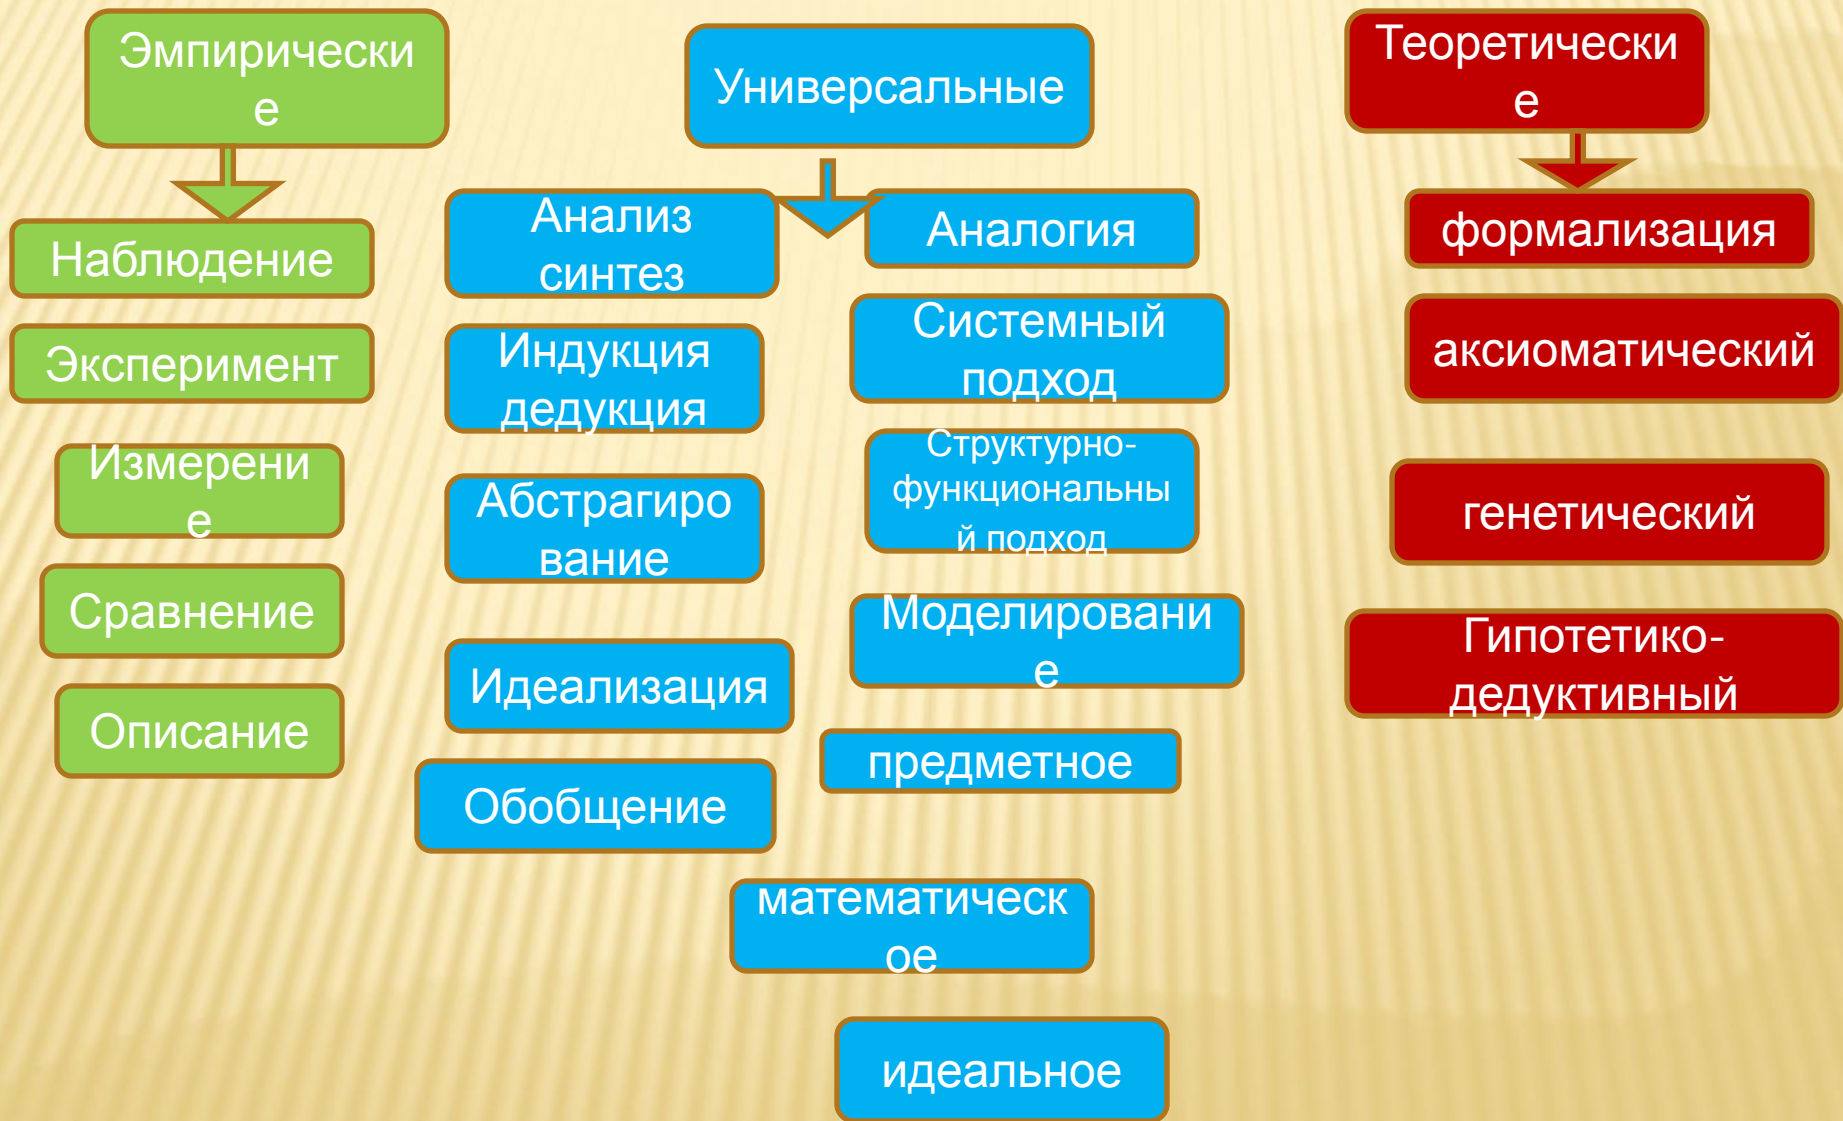 Эмпирически
е
Универсальные
Теоретически
е
Наблюдение
Эксперимент
Измерени
е
Сравнение
Описание
Анализ
синтез
Индукция
дедукция
Абстрагиро
вание
Идеализация
Обобщение
Аналогия
Системный
подход
Структурно-
функциональны
й подход
Моделировани
е
предметное
математическ
ое
идеальное
формализация
аксиоматический
генетический
Гипотетико-
дедуктивный